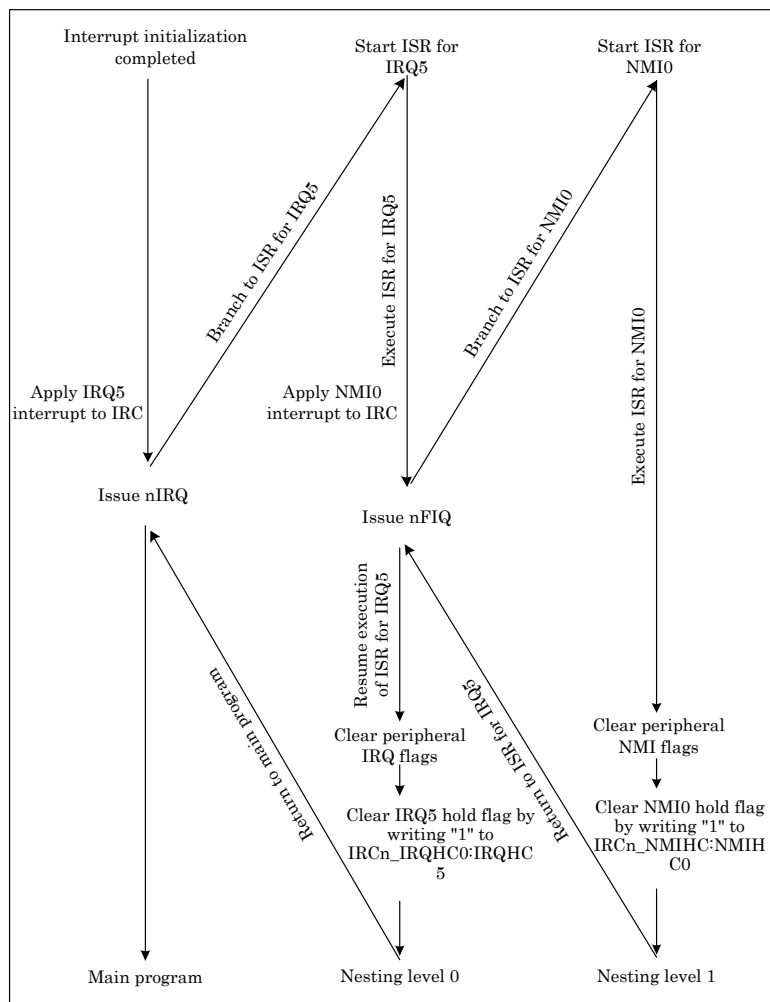 Interrupt initialization
completed
Start ISR for
IRQ5
Start ISR for
NMI0
Branch to ISR for IRQ5
Execute ISR for IRQ5
Branch to ISR for NMI0
Execute ISR for NMI0
Apply IRQ5
interrupt to IRC
Apply NMI0
interrupt to IRC
Issue nIRQ
Issue nFIQ
Return to main program
Resume execution
of ISR for IRQ5
Return to ISR for IRQ5
Clear peripheral
IRQ flags
Clear peripheral
NMI flags
Clear IRQ5 hold flag by
writing "1" to
IRCn_IRQHC0:IRQHC
5
Clear NMI0 hold flag
by writing "1" to
IRCn_NMIHC:NMIH
C0
Main program
Nesting level 0
Nesting level 1